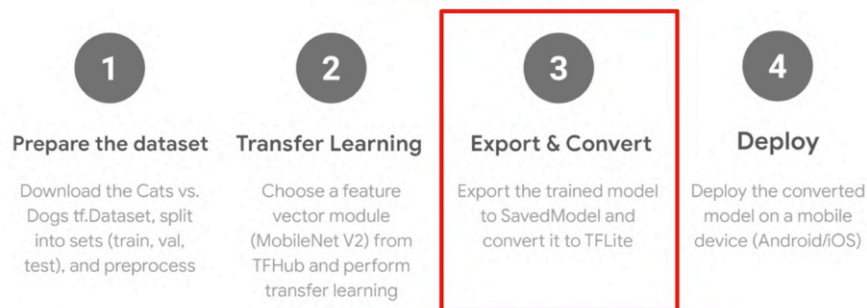 1
Prepare the dataset
Download the Cats vs.
Dogs tf.Dataset, split
into sets (train, val,
test), and preprocess
2
Transfer Learning
Choose a feature
vector module
(MobileNet V2) from
TFHub and perform
transfer learning
3
Export & Convert
Export the trained model
to SavedModel and
convert it to TFLite
4
Deploy
Deploy the converted
model on a mobile
device (Android/iOS)